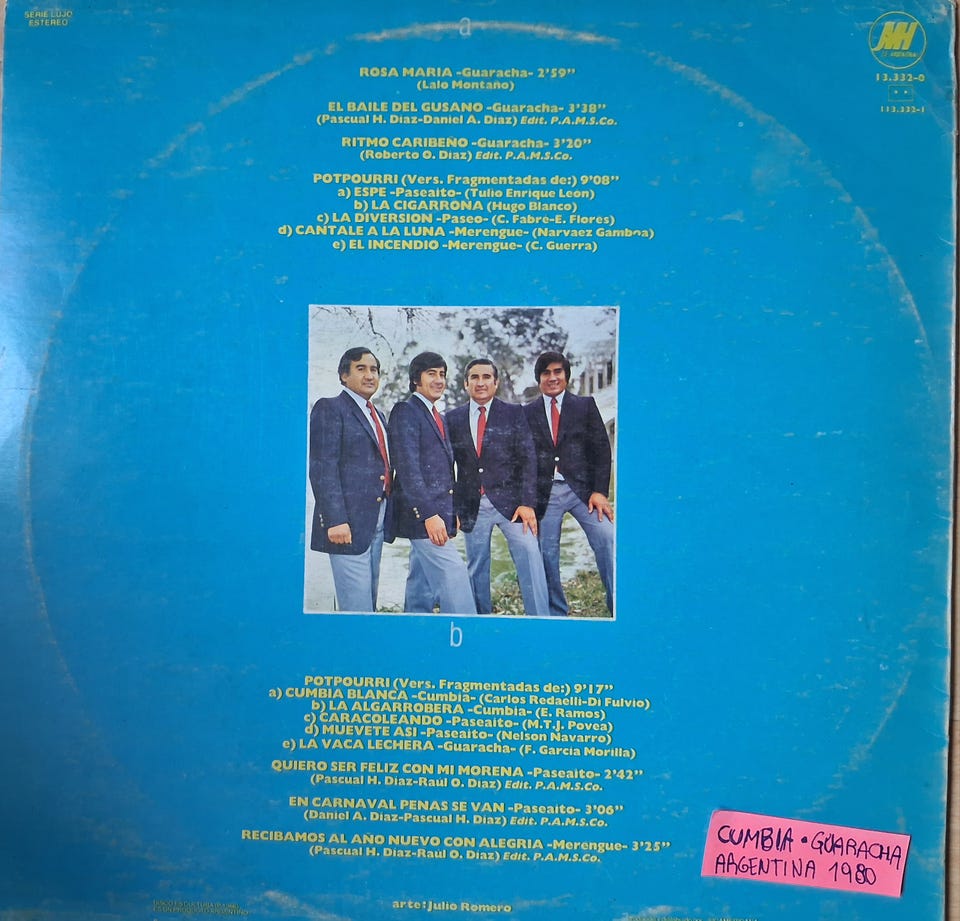 SERIE LUJO
ESTEREO
a
MH
13.332-0
113.332-1
ROSA MARIA -Guaracha- 2'59"
(Lalo Montaño)
EL BAILE DEL GUSANO -Guaracha- 3'38"
(Pascual H. Diaz-Daniel A. Diaz) Edit. P.A.M.S.Co.
RITMO CARIBEÑO -Guaracha- 3'20"
(Roberto O. Diaz) Edit. P.A.M.S.Co.
POTPOURRI (Vers. Fragmentadas de:) 9'08"
a) ESPE -Paseaito- (Tulio Enrique Leon)
b) LA CIGARRONA (Hugo Blanco)
c) LA DIVERSION -Paseo- (C. Fabre-E. Flores)
d) CANTALE A LA LUNA -Merengue- (Narvaez Gamboa)
e) EL INCENDIO -Merengue- (C. Guerra)
b
POTPOURRI (Vers. Fragmentadas de:) 9'17"
a) CUMBIA BLANCA -Cumbia- (Carlos Redaelli-Di Fulvio)
b) LA ALGARROBERA -Cumbia- (E. Ramos)
c) CARACOLEANDO -Paseaito- (M.T.J. Povea)
d) MUEVETE ASI -Paseaito- (Nelson Navarro)
e) LA VACA LECHERA -Guaracha- (F. Garcia Morilla)
QUIERO SER FELIZ CON MI MORENA -Paseaito- 2'42"
(Pascual H. Diaz-Raúl O. Diaz) Edit. P.A.M.S.Co.
EN CARNAVAL PENAS SE VAN -Paseaito- 3'06"
(Daniel A. Diaz-Pascual H. Diaz) Edit. P.A.M.S.Co.
RECIBAMOS AL AÑO NUEVO CON ALEGRIA -Merengue- 3'25"
(Pascual H. Diaz-Raul O. Diaz) Edit. P.A.M.S.Co.
CUMBIA • GUARACHA
ARGENTINA 1980
arte: Julio Romero